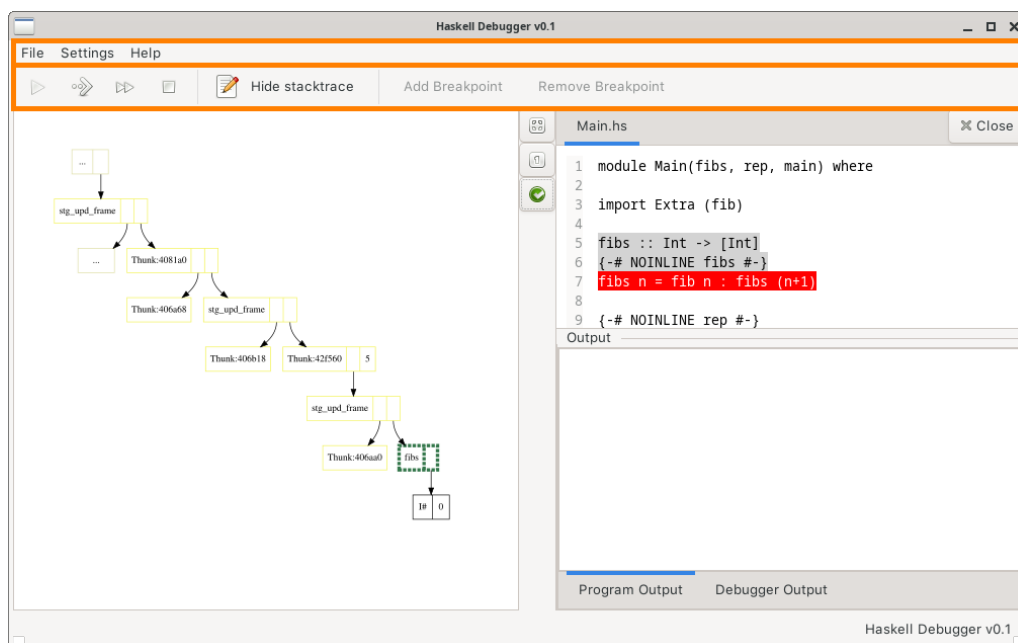 Haskell Debugger v0.1
File Settings Help
Hide stacktrace Add Breakpoint Remove Breakpoint
...
stg_upd_frame
...
Thunk:4081a0
Thunk:406a68
stg_upd_frame
Thunk:406b18
Thunk:42f560 5
stg_upd_frame
Thunk:406aa0
fibs
I# 0
Main.hs
Close
1 module Main(fibs, rep, main) where
2
3 import Extra (fib)
4
5 fibs :: Int -> [Int]
6 {-# NOINLINE fibs #-}
7 fibs n = fib n : fibs (n+1)
8
9 {-# NOINLINE rep #-}
Output
Program Output Debugger Output
Haskell Debugger v0.1